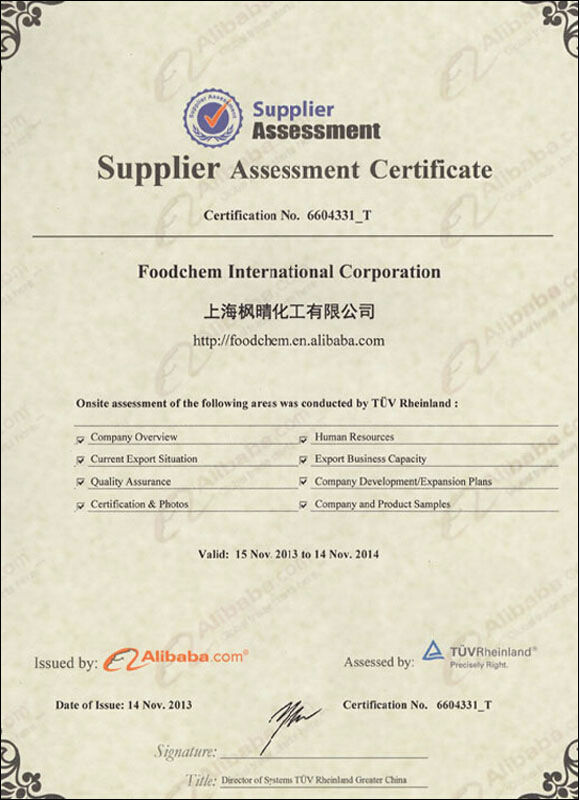 Supplier Assessment
Supplier
Assessment
Supplier Assessment Certificate
Certification No. 6604331_T
Foodchem International Corporation
上海枫晴化工有限公司
http://foodchem.en.alibaba.com
Onsite assessment of the following areas was conducted by TÜV Rheinland :
Company Overview Human Resources
Current Export Situation Export Business Capacity
Quality Assurance Company Development/Expansion Plans
Certification & Photos Company and Product Samples
Valid: 15 Nov. 2013 to 14 Nov. 2014
Issued by: Alibaba.com® Assessed by: TÜVRheinland®
Precisely Right.
Date of Issue: 14 Nov. 2013 Certification No. 6604331_T
Signature:
Title: Director of Systems TÜV Rheinland Greater China